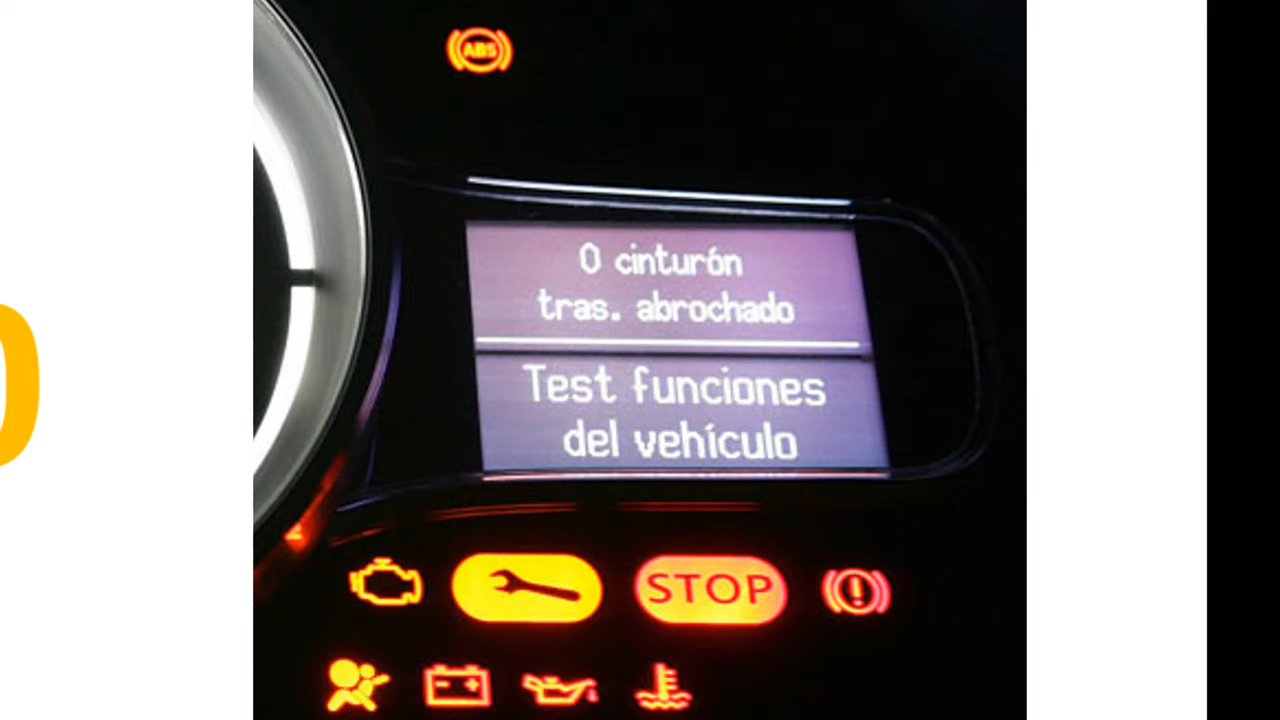 ABS
0 cinturón
tras. abrochado
Test funciones
del vehículo
STOP